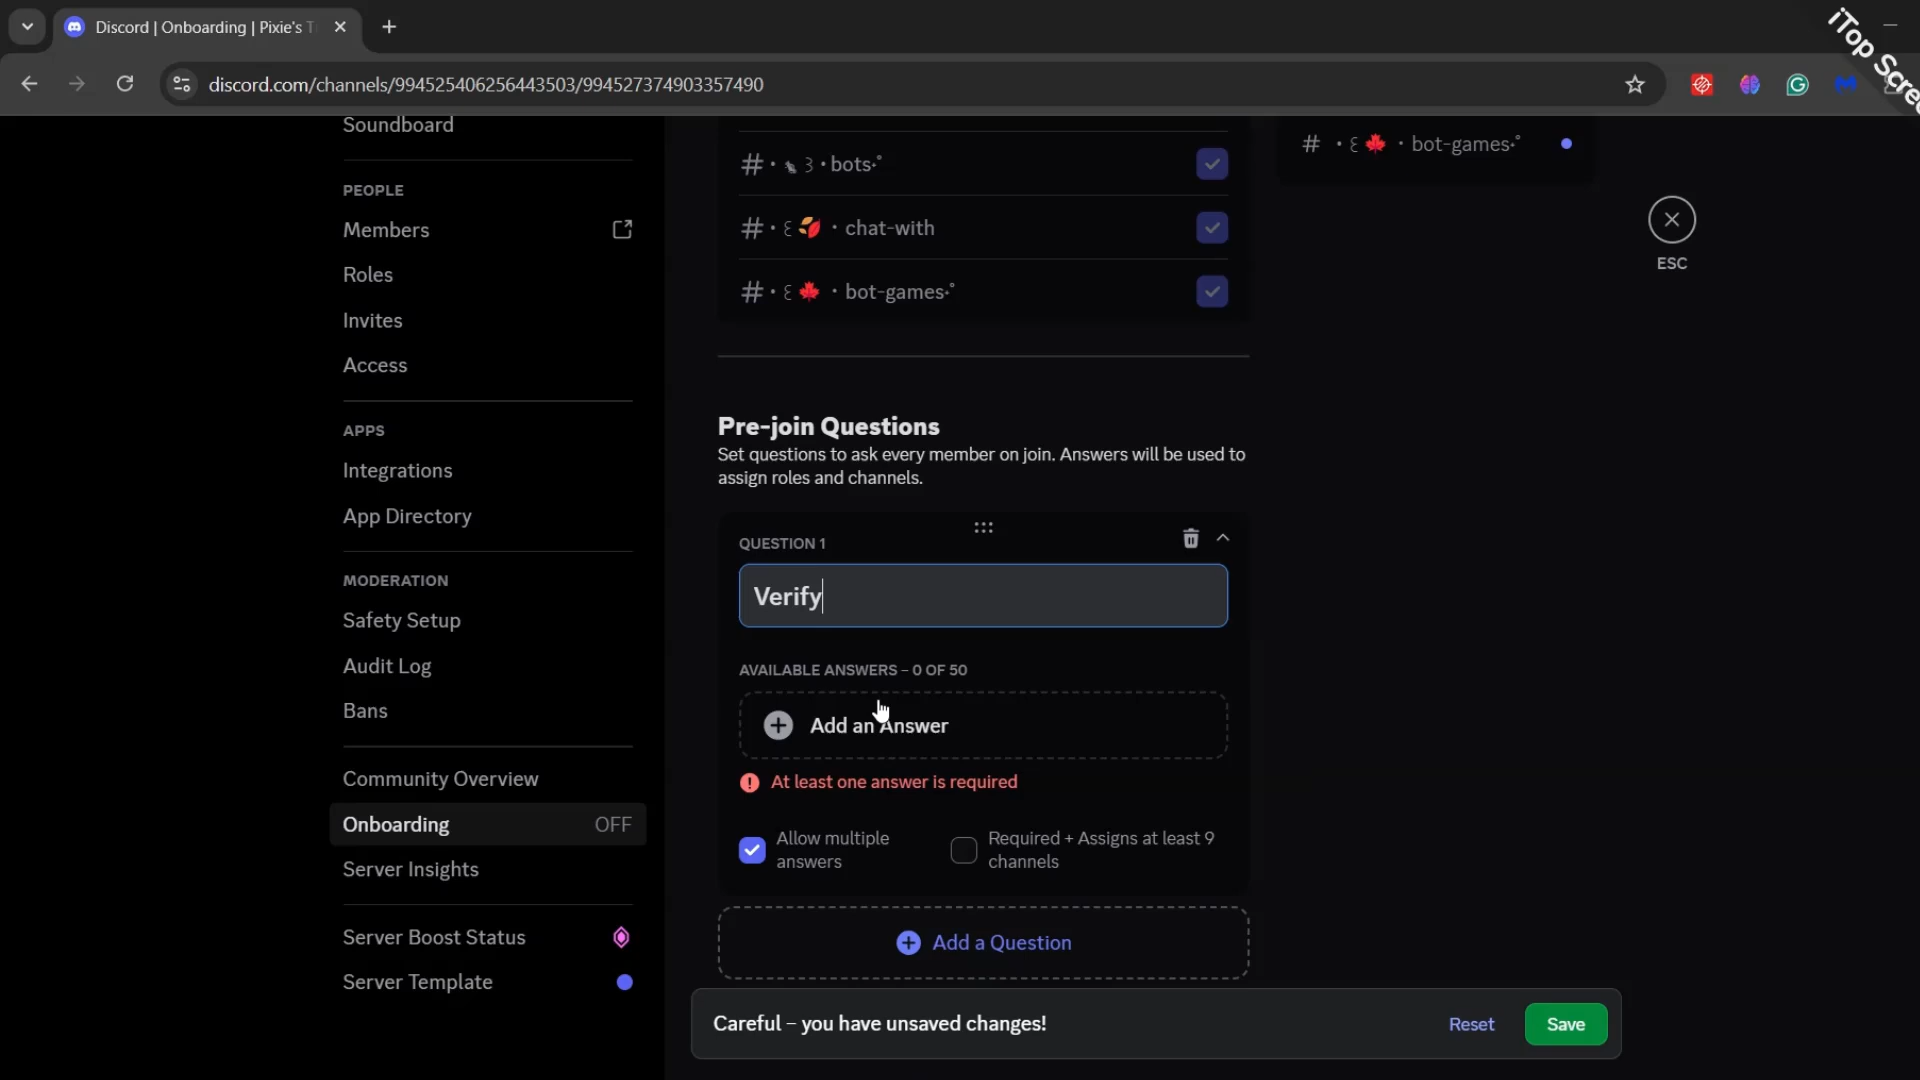 Discord | Onboarding | Pixie's T
iTop Scree
discord.com/channels/994525406256443503/994527374903357490
Soundboard
PEOPLE
Members
Roles
Invites
Access
APPS
Integrations
App Directory
MODERATION
Safety Setup
Audit Log
Bans
Community Overview
Onboarding OFF
Server Insights
Server Boost Status
Server Template
# • 🦗 ꒱ • bots˖°
# • ꒰ 🍂 • chat-with
# • ꒰ 🍁 • bot-games˖°
Pre-join Questions
Set questions to ask every member on join. Answers will be used to
assign roles and channels.
QUESTION 1
Verify
AVAILABLE ANSWERS – 0 OF 50
Add an Answer
At least one answer is required
Allow multiple
answers
Required + Assigns at least 9
channels
Add a Question
Careful – you have unsaved changes!
Reset
Save
# • ꒰ 🍁 • bot-games˖°
ESC